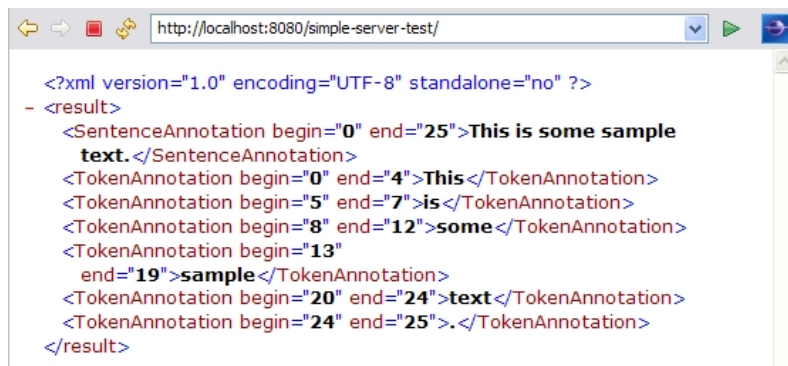 http://localhost:8080/simple-server-test/
<?xml version="1.0" encoding="UTF-8" standalone="no" ?>
- <result>
<SentenceAnnotation begin="0" end="25">This is some sample
text.</SentenceAnnotation>
<TokenAnnotation begin="0" end="4">This</TokenAnnotation>
<TokenAnnotation begin="5" end="7">is</TokenAnnotation>
<TokenAnnotation begin="8" end="12">some</TokenAnnotation>
<TokenAnnotation begin="13"
end="19">sample</TokenAnnotation>
<TokenAnnotation begin="20" end="24">text</TokenAnnotation>
<TokenAnnotation begin="24" end="25">.</TokenAnnotation>
</result>